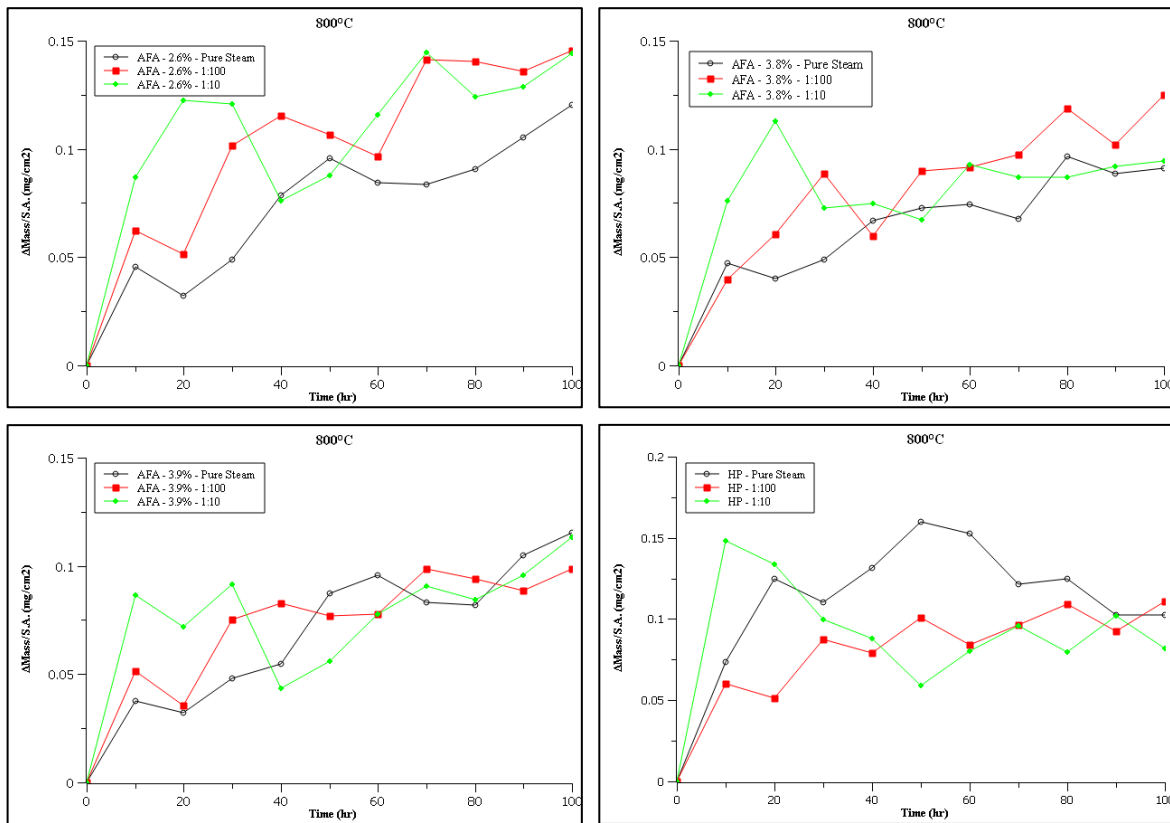 800°C
0.15
0.1
0.05
0
ΔMass/S.A. (mg/cm2)
AFA - 2.6% - Pure Steam
AFA - 2.6% - 1:100
AFA - 2.6% - 1:10
0 20 40 60 80 100
Time (hr)
800°C
0.15
0.1
0.05
0
ΔMass/S.A. (mg/cm2)
AFA - 3.8% - Pure Steam
AFA - 3.8% - 1:100
AFA - 3.8% - 1:10
0 20 40 60 80 100
Time (hr)
800°C
0.15
0.1
0.05
0
ΔMass/S.A. (mg/cm2)
AFA - 3.9% - Pure Steam
AFA - 3.9% - 1:100
AFA - 3.9% - 1:10
0 20 40 60 80 100
Time (hr)
800°C
0.2
0.15
0.1
0.05
0
ΔMass/S.A. (mg/cm2)
HP - Pure Steam
HP - 1:100
HP - 1:10
0 20 40 60 80 100
Time (hr)